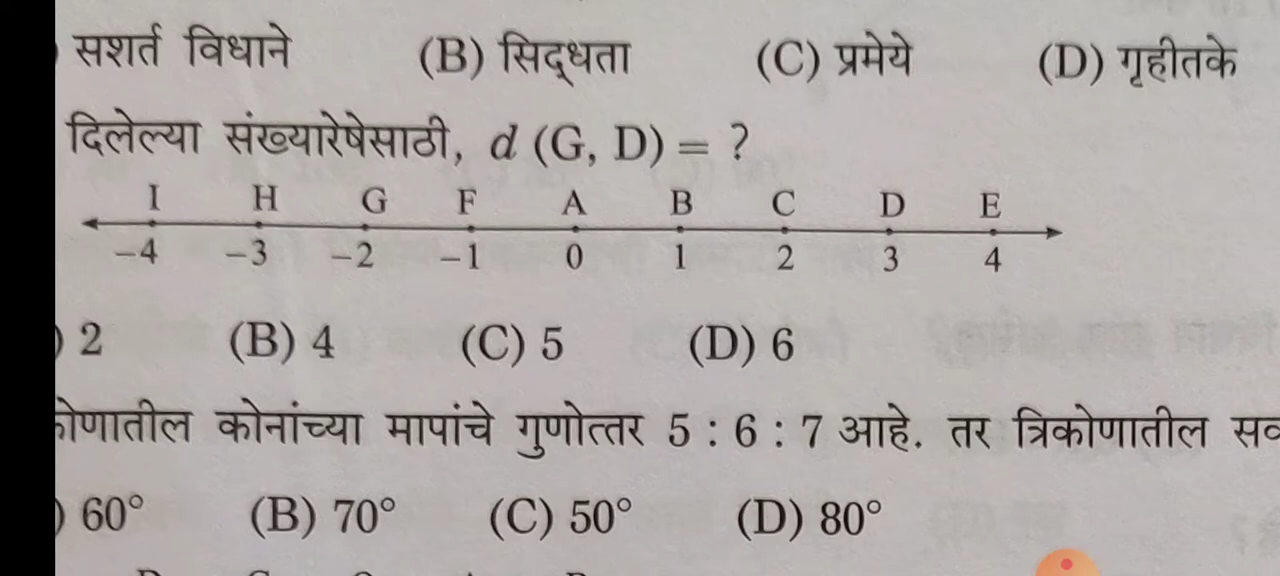 सशर्त विधाने (B) सिद्धता (C) प्रमेये (D) गृहीतके
दिलेल्या संख्यारेषेसाठी, d (G, D) = ?
I H G F A B C D E
–4 –3 –2 –1 0 1 2 3 4
) 2 (B) 4 (C) 5 (D) 6
कोनांच्या मापांचे गुणोत्तर 5 : 6 : 7 आहे. तर त्रिकोणातील
) 60° (B) 70° (C) 50° (D) 80°